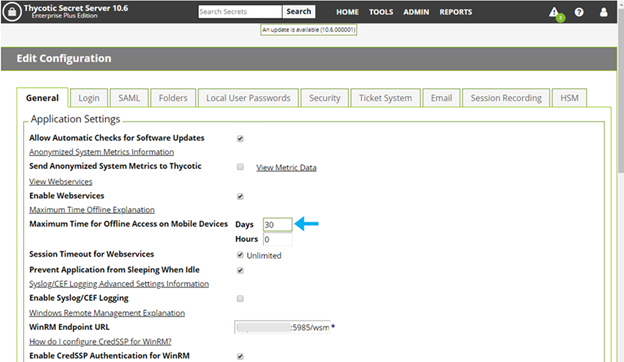 Thycotic Secret Server 10.6
Enterprise Plus Edition
Search Secrets Search HOME TOOLS ADMIN REPORTS
An update is available (10.6.000001)
Edit Configuration
General Login SAML Folders Local User Passwords Security Ticket System Email Session Recording HSM
Application Settings
Allow Automatic Checks for Software Updates
Anonymized System Metrics Information
Send Anonymized System Metrics to Thycotic View Metric Data
View Webservices
Enable Webservices
Maximum Time Offline Explanation
Maximum Time for Offline Access on Mobile Devices Days 30
Hours 0
Session Timeout for Webservices Unlimited
Prevent Application from Sleeping When Idle
Syslog/CEF Logging Advanced Settings Information
Enable Syslog/CEF Logging
Windows Remote Management Explanation
WinRM Endpoint URL :5985/wsm *
How do I configure CredSSP for WinRM?
Enable CredSSP Authentication for WinRM